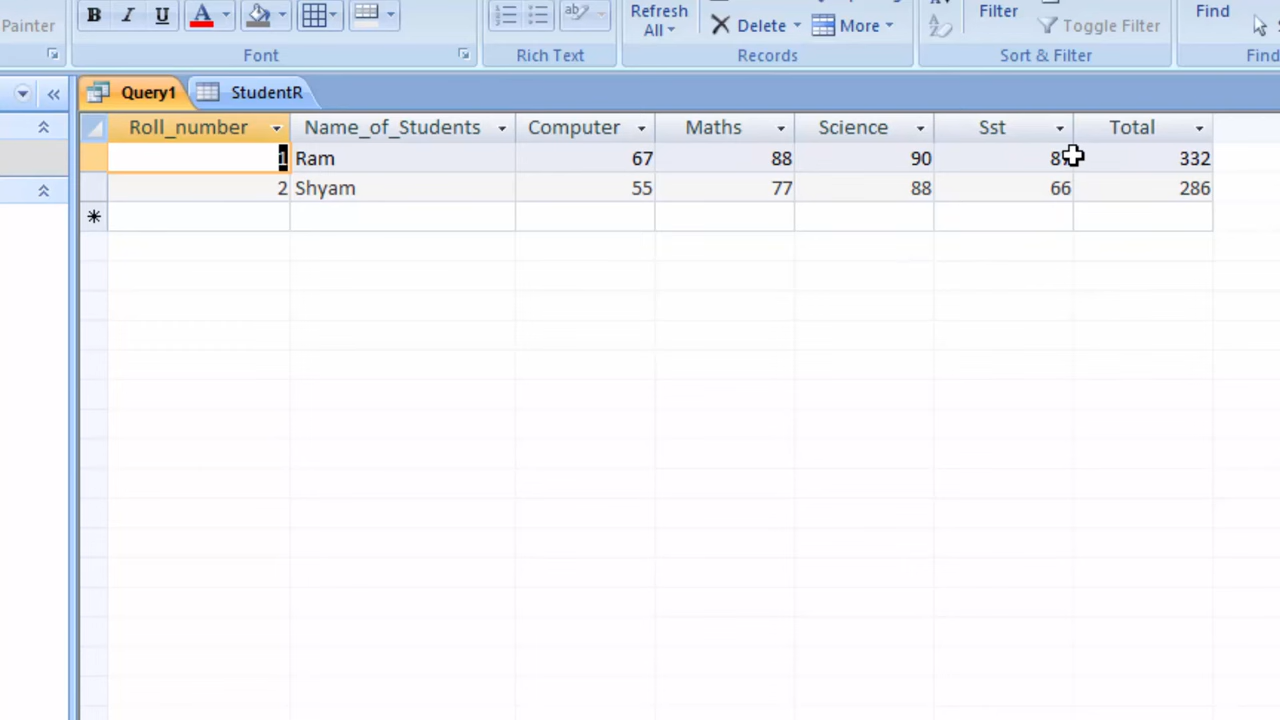 Painter
B I U A
ab
Refresh All
Delete
More
Filter
Toggle Filter
Find
Font
Rich Text
Records
Sort & Filter
Find
Query1
StudentR
Roll_number Name_of_Students Computer Maths Science Sst Total
1 Ram 67 88 90 332
2 Shyam 55 77 88 66 286